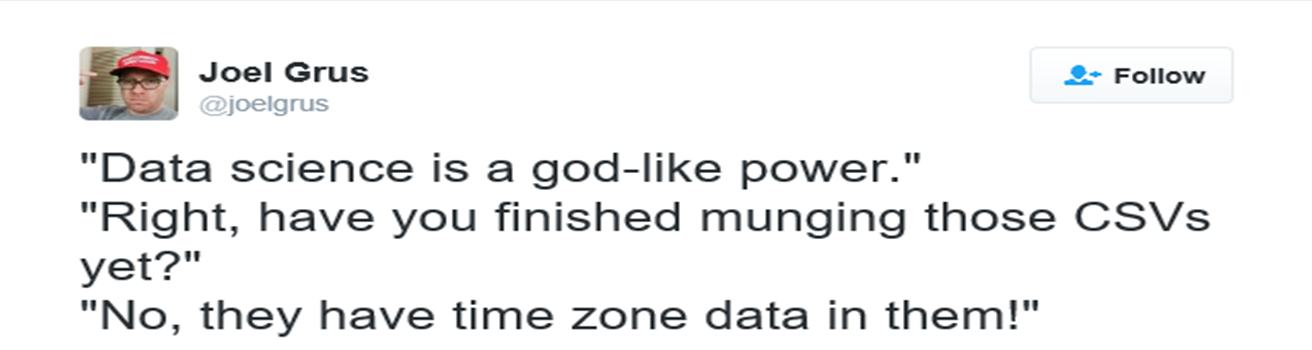 Joel Grus
@joelgrus
Follow
"Data science is a god-like power."
"Right, have you finished munging those CSVs
yet?"
"No, they have time zone data in them!"